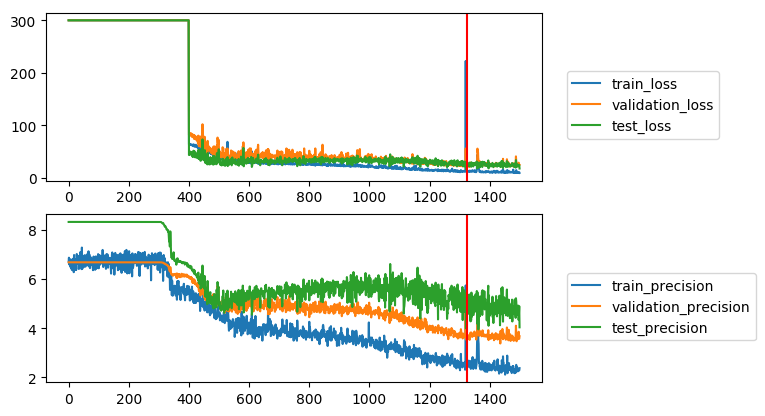 300
200
100
0
0 200 400 600 800 1000 1200 1400
train_loss
validation_loss
test_loss
8
6
4
2
0 200 400 600 800 1000 1200 1400
train_precision
validation_precision
test_precision